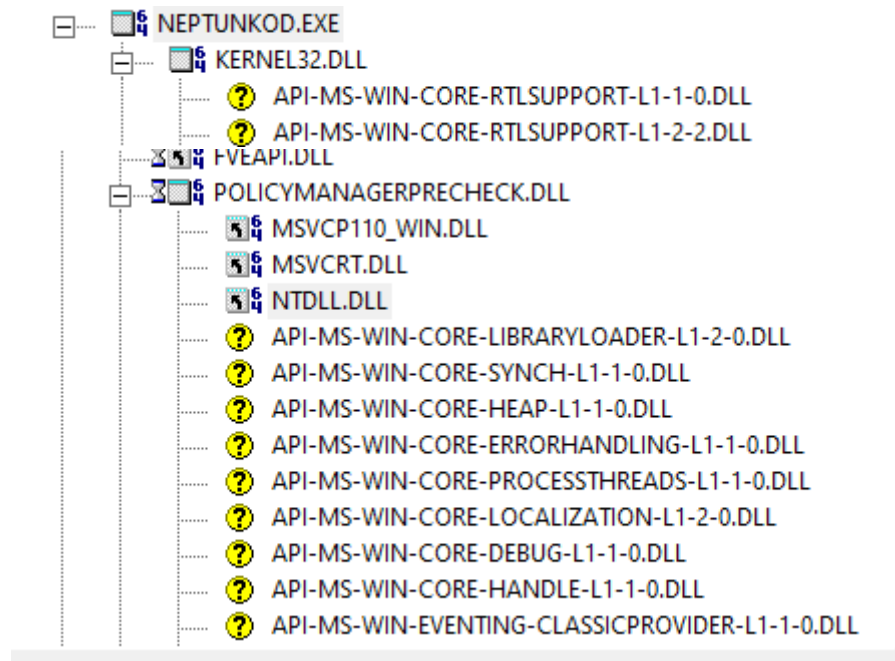 NEPTUNKOD.EXE
KERNEL32.DLL
API-MS-WIN-CORE-RTLSUPPORT-L1-1-0.DLL
API-MS-WIN-CORE-RTLSUPPORT-L1-2-2.DLL
FVEAPI.DLL
POLICYMANAGERPRECHECK.DLL
MSVCP110_WIN.DLL
MSVCRT.DLL
NTDLL.DLL
API-MS-WIN-CORE-LIBRARYLOADER-L1-2-0.DLL
API-MS-WIN-CORE-SYNCH-L1-1-0.DLL
API-MS-WIN-CORE-HEAP-L1-1-0.DLL
API-MS-WIN-CORE-ERRORHANDLING-L1-1-0.DLL
API-MS-WIN-CORE-PROCESSTHREADS-L1-1-0.DLL
API-MS-WIN-CORE-LOCALIZATION-L1-2-0.DLL
API-MS-WIN-CORE-DEBUG-L1-1-0.DLL
API-MS-WIN-CORE-HANDLE-L1-1-0.DLL
API-MS-WIN-EVENTING-CLASSICPROVIDER-L1-1-0.DLL